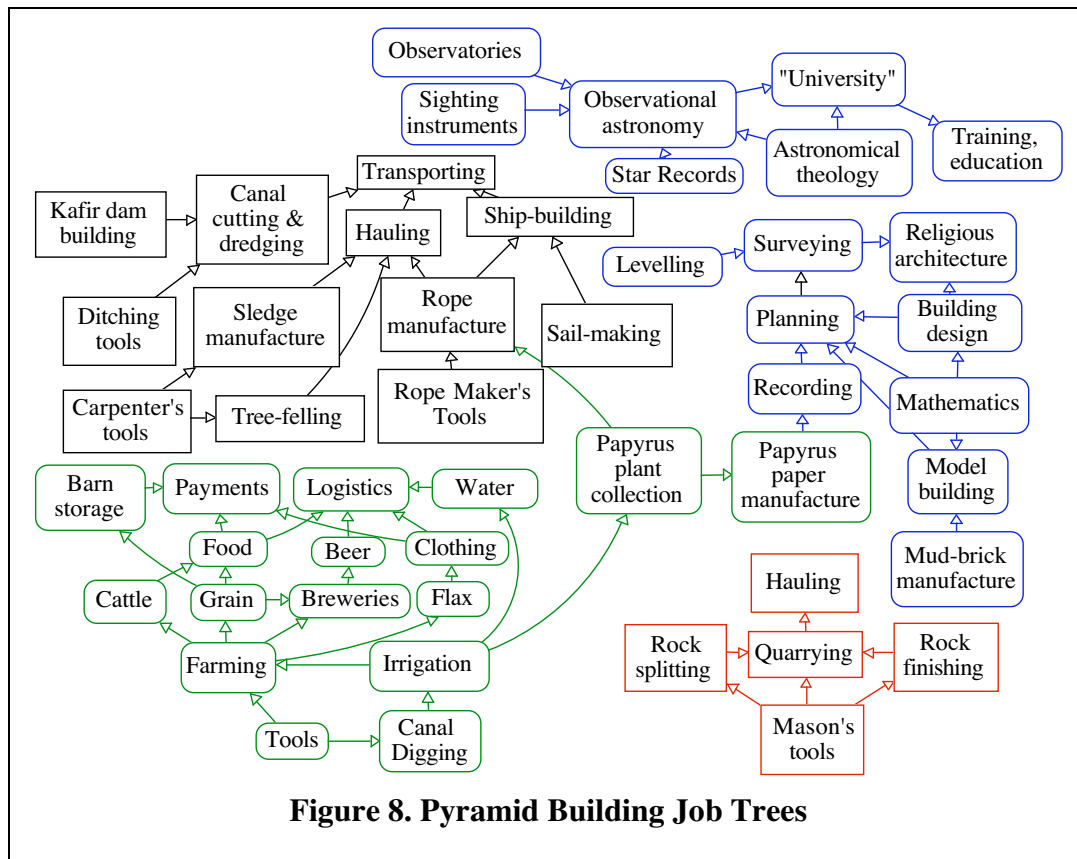 Observatories
"University"
Sighting
instruments
Observational
astronomy
Training,
education
Astronomical
theology
Star Records
Transporting
Kafir dam
building
Canal
cutting &
dredging
Hauling
Ship-building
Levelling
Surveying
Religious
architecture
Ditching
tools
Sledge
manufacture
Rope
manufacture
Sail-making
Planning
Building
design
Carpenter's
tools
Tree-felling
Rope Maker's
Tools
Recording
Mathematics
Papyrus
plant
collection
Papyrus
paper
manufacture
Model
building
Barn
storage
Payments
Logistics
Water
Food
Beer
Clothing
Mud-brick
manufacture
Cattle
Grain
Breweries
Flax
Hauling
Farming
Irrigation
Rock
splitting
Quarrying
Rock
finishing
Tools
Canal
Digging
Mason's
tools
Figure 8. Pyramid Building Job Trees